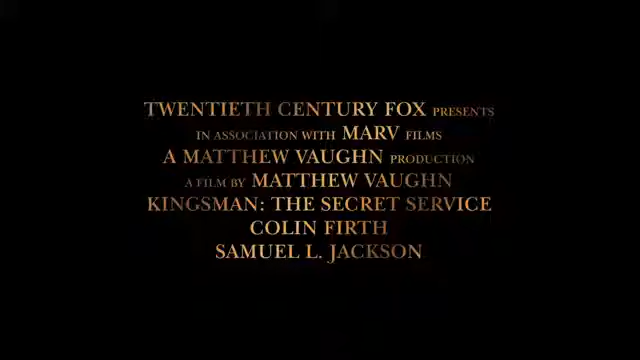 TWENTIETH CENTURY FOX PRESENTS
IN ASSOCIATION WITH MARV FILMS
A MATTHEW VAUGHN PRODUCTION
A FILM BY MATTHEW VAUGHN
KINGSMAN: THE SECRET SERVICE
COLIN FIRTH
SAMUEL L. JACKSON